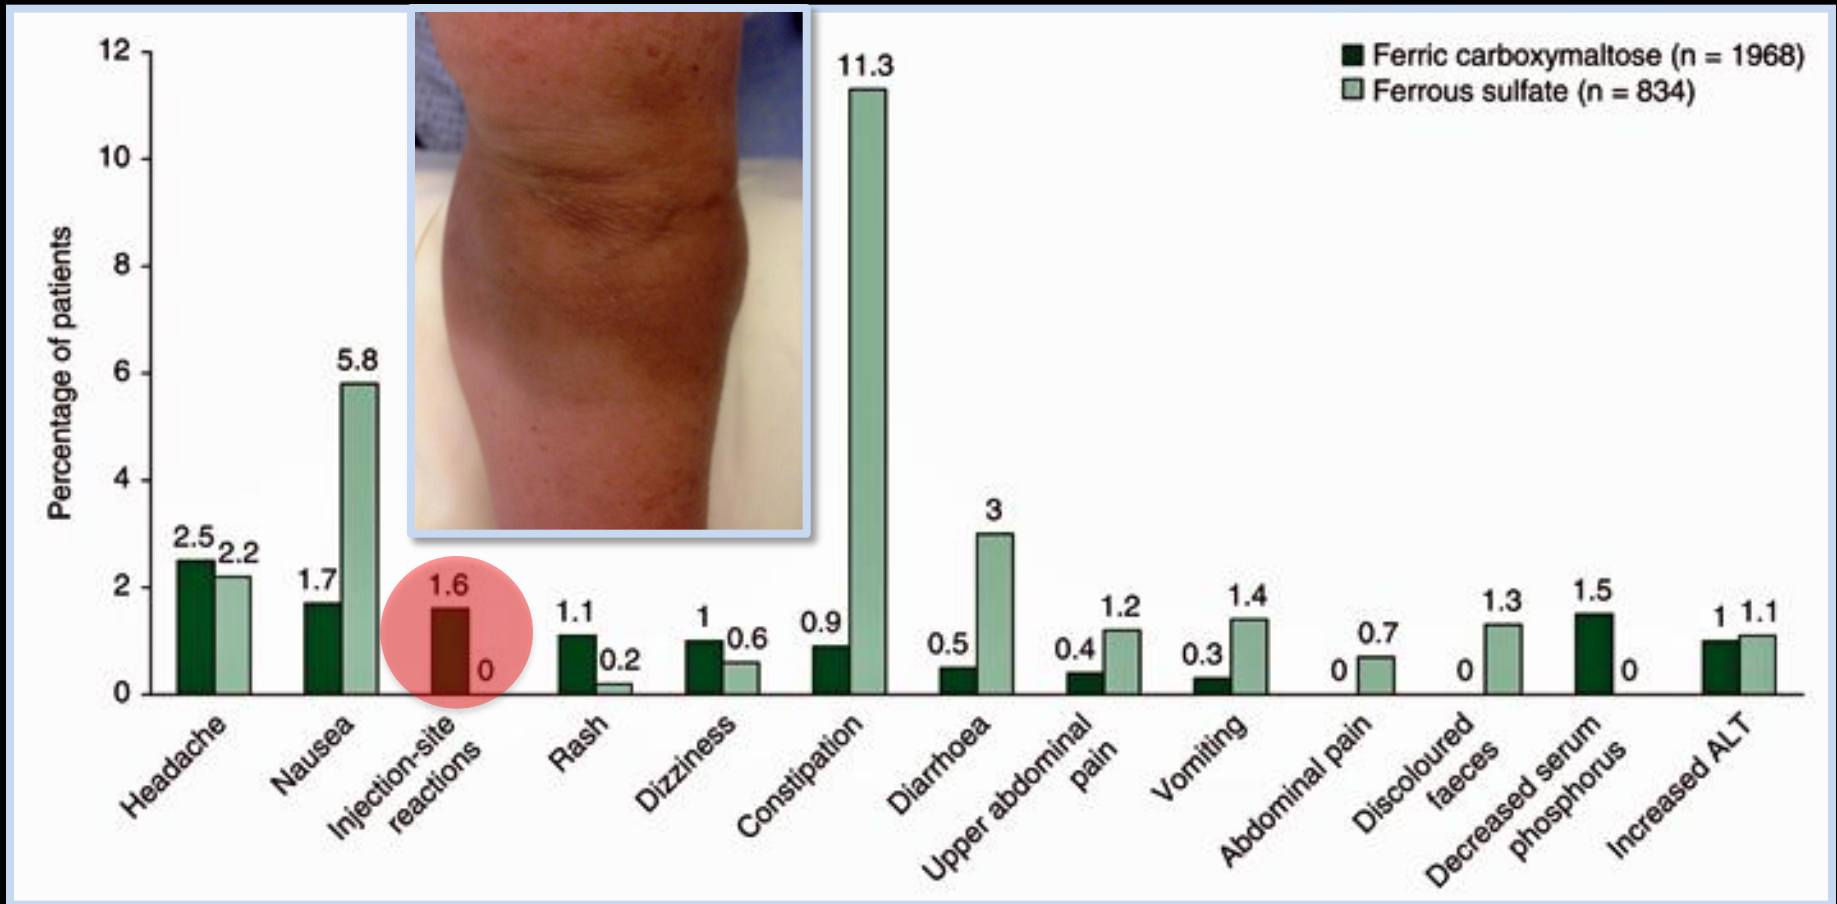 Ferric carboxymaltose (n = 1968)
Ferrous sulfate (n = 834)
Percentage of patients
12
10
8
6
4
2
0
2.5
2.2
1.7
5.8
1.6
0
1.1
0.2
1
0.6
0.9
11.3
0.5
3
0.4
1.2
0.3
1.4
0
0.7
0
1.3
1.5
0
1
1.1
Headache
Nausea
Injection-site
reactions
Rash
Dizziness
Constipation
Diarrhoea
Upper abdominal
pain
Vomiting
Abdominal pain
Discoloured
faeces
Decreased serum
phosphorus
Increased ALT